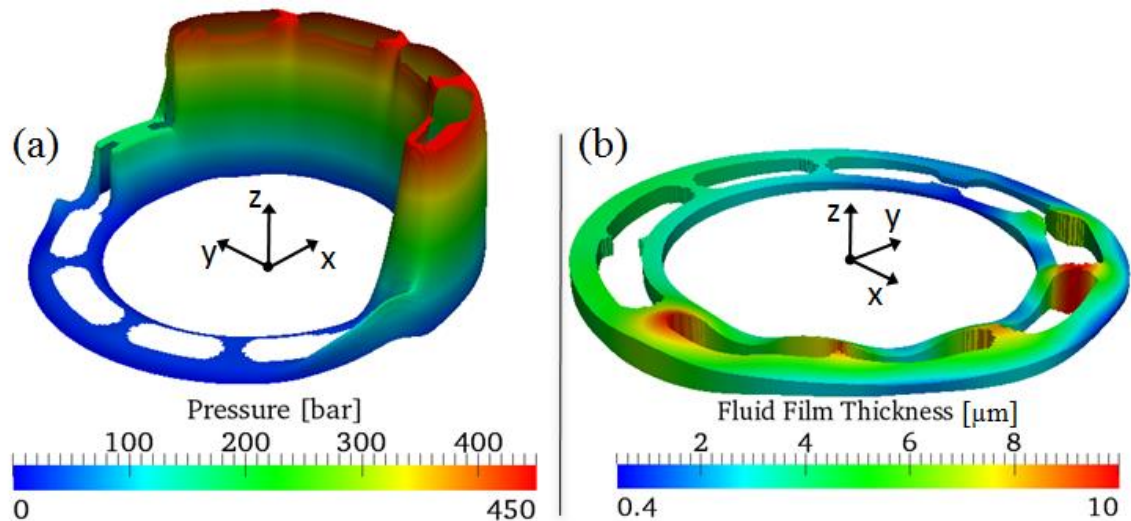 (a)
z
y
x
Pressure [bar]
100 200 300 400
0 450
(b)
z
y
x
Fluid Film Thickness [µm]
2 4 6 8
0.4 10